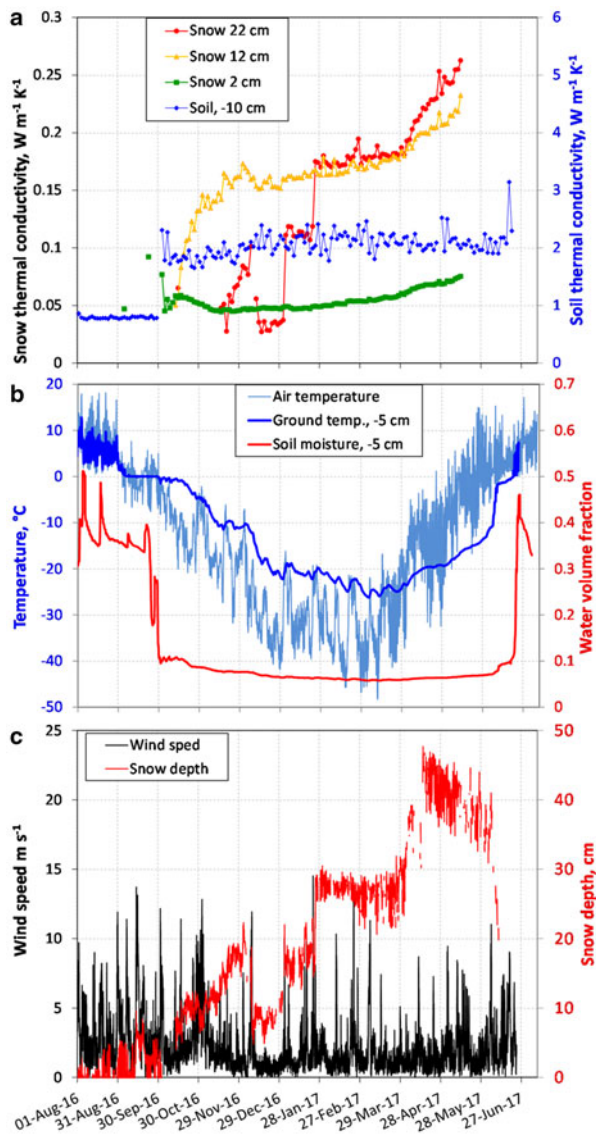 a
Snow 22 cm
Snow 12 cm
Snow 2 cm
Soil, -10 cm
Snow thermal conductivity, W m⁻¹ K⁻¹
0.3
0.25
0.2
0.15
0.1
0.05
0
Soil thermal conductivity, W m⁻¹ K⁻¹
6
5
4
3
2
1
0
b
Air temperature
Ground temp., -5 cm
Soil moisture, -5 cm
Temperature, °C
20
10
0
-10
-20
-30
-40
-50
Water volume fraction
0.7
0.6
0.5
0.4
0.3
0.2
0.1
0
c
Wind sped
Snow depth
Wind speed m s⁻¹
25
20
15
10
5
0
Snow depth, cm
50
40
30
20
10
0
01-Aug-16
31-Aug-16
30-Sep-16
30-Oct-16
29-Nov-16
29-Dec-16
28-Jan-17
27-Feb-17
29-Mar-17
28-Apr-17
28-May-17
27-Jun-17